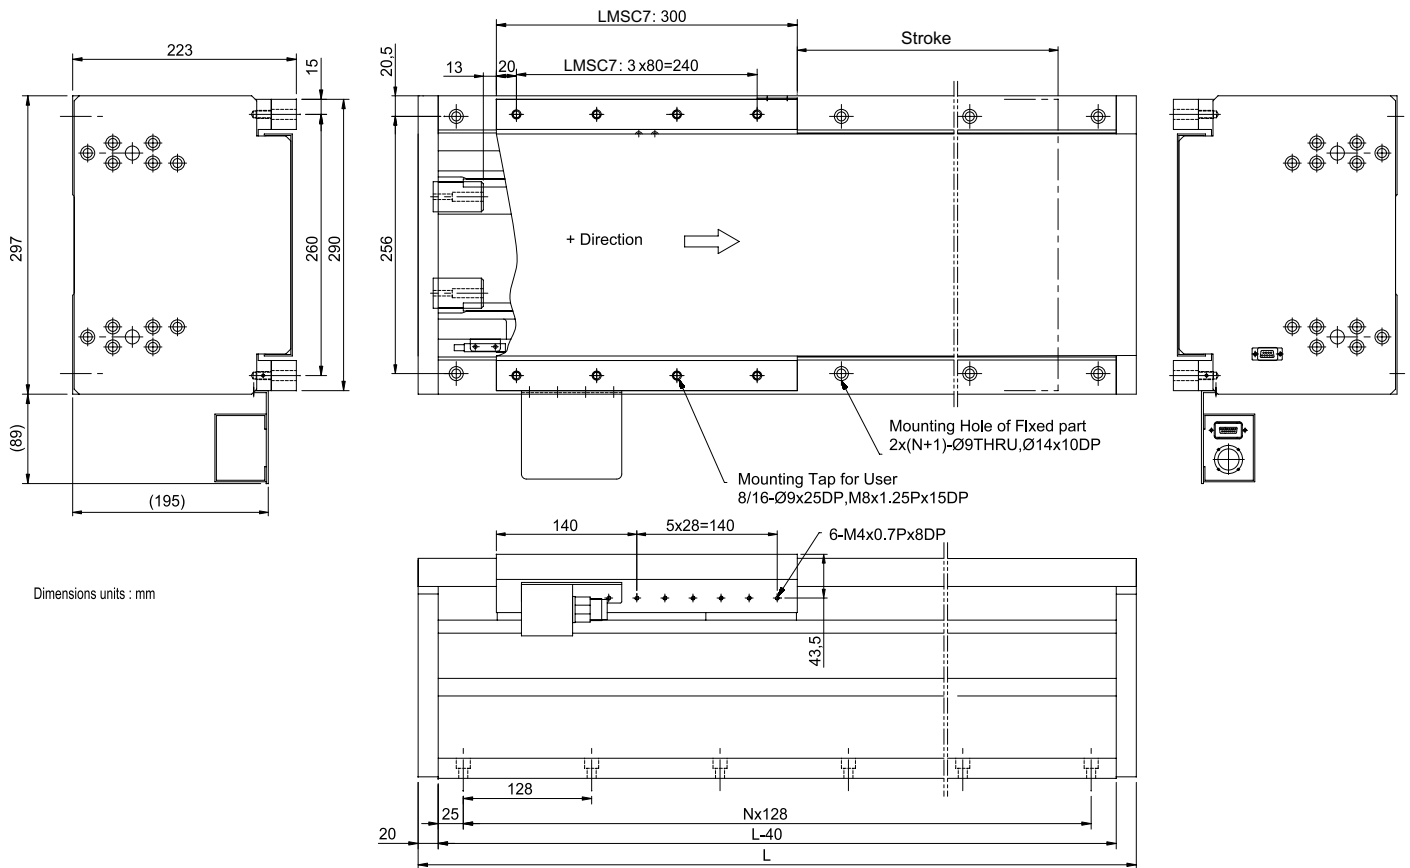 LMSC7: 300
Stroke
223
15
20,5
13
20
LMSC7: 3x80=240
297
260
290
256
+ Direction
(89)
(195)
Mounting Hole of Fixed part
2x(N+1)-Ø9THRU,Ø14x10DP
Mounting Tap for User
8/16-Ø9x25DP,M8x1.25Px15DP
140
5x28=140
6-M4x0.7Px8DP
Dimensions units : mm
43,5
128
25
Nx128
20
L-40
L